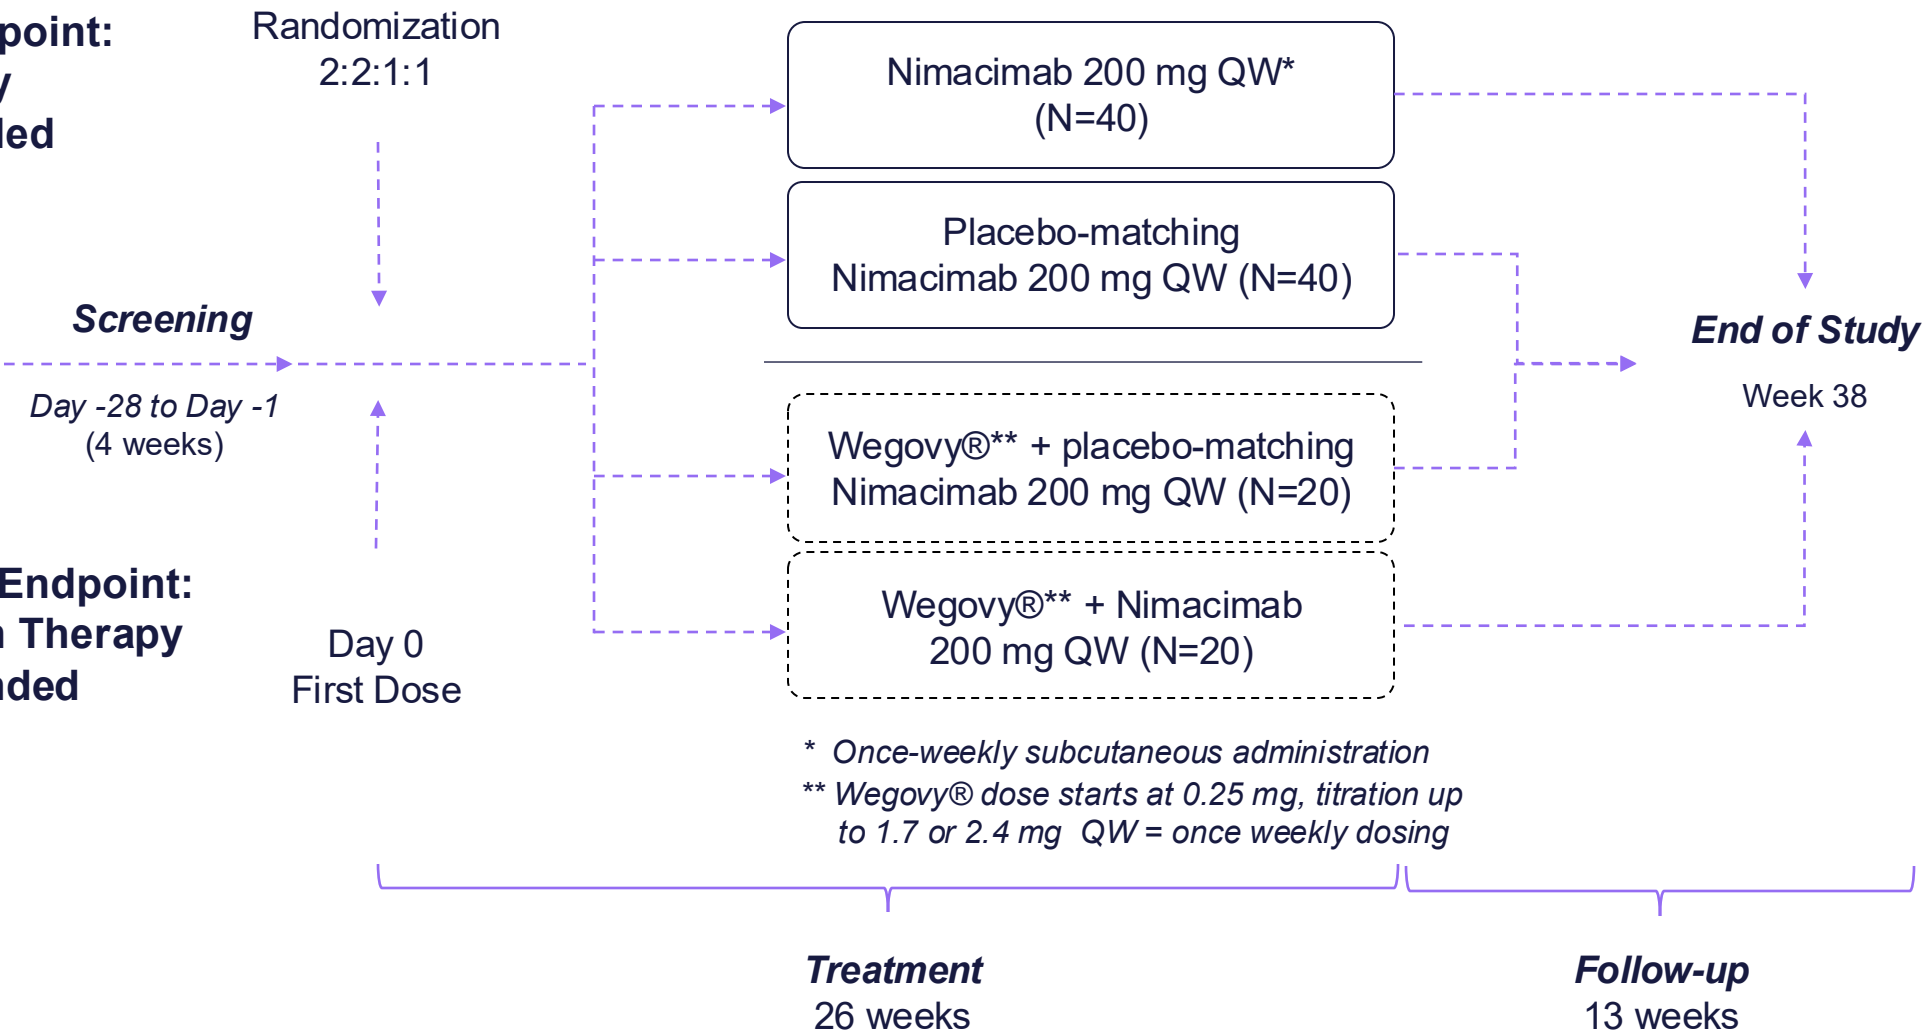 Randomization
2:2:1:1
Nimacimab 200 mg QW*
(N=40)
Placebo-matching
Nimacimab 200 mg QW (N=40)
Screening
Day -28 to Day -1
(4 weeks)
End of Study
Week 38
Wegovy®** + placebo-matching
Nimacimab 200 mg QW (N=20)
Wegovy®** + Nimacimab
200 mg QW (N=20)
Endpoint:
Therapy
Day 0
First Dose
* Once-weekly subcutaneous administration
** Wegovy® dose starts at 0.25 mg, titration up
to 1.7 or 2.4 mg QW = once weekly dosing
Treatment
26 weeks
Follow-up
13 weeks